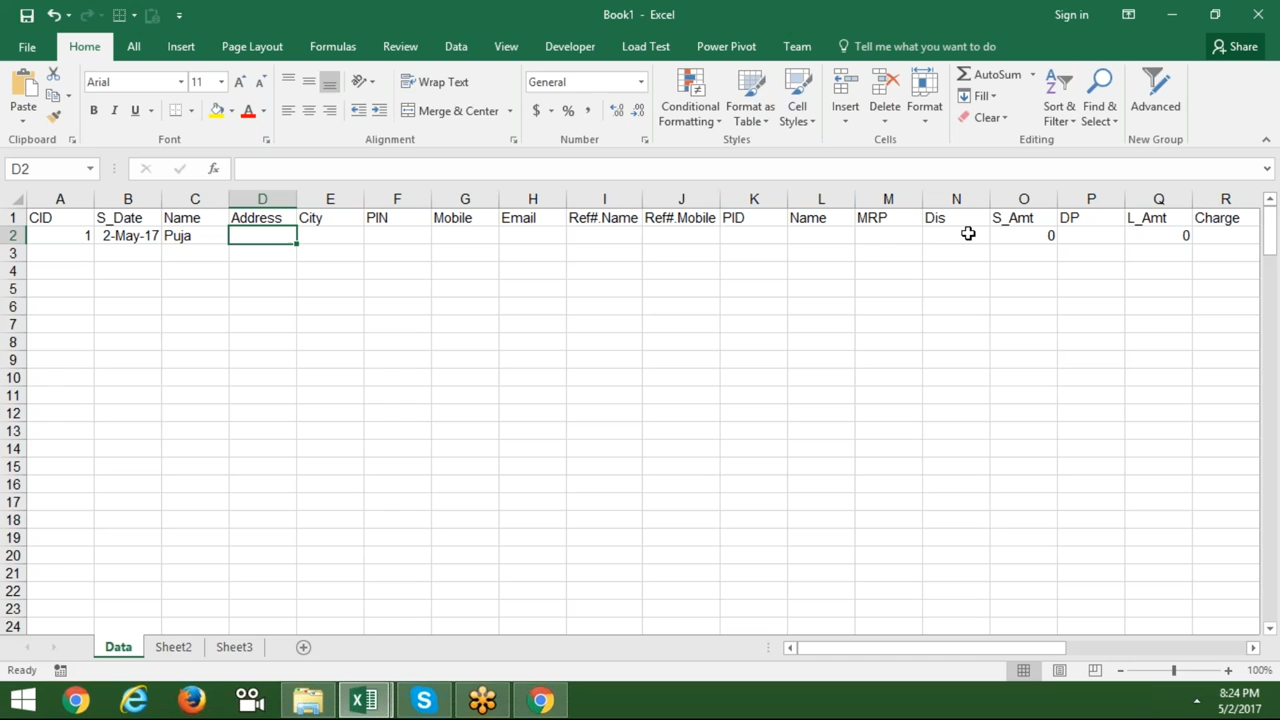 Book1 - Excel
Sign in
File Home All Insert Page Layout Formulas Review Data View Developer Load Test Power Pivot Team Tell me what you want to do Share
Paste
Arial 11
B I U
Wrap Text
Merge & Center
General
$ %
Conditional Formatting
Format as Table
Cell Styles
Insert Delete Format
AutoSum
Fill
Clear
Sort & Filter
Find & Select
Advanced
Clipboard Font Alignment Number Styles Cells Editing New Group
D2 fx
A B C D E F G H I J K L M N O P Q R
1 CID S_Date Name Address City PIN Mobile Email Ref#.Name Ref#.Mobile PID Name MRP Dis S_Amt DP L_Amt Charge
2 1 2-May-17 Puja 0 0
3
4
5
6
7
8
9
10
11
12
13
14
15
16
17
18
19
20
21
22
23
24
Data Sheet2 Sheet3
Ready 100%
8:24 PM
5/2/2017